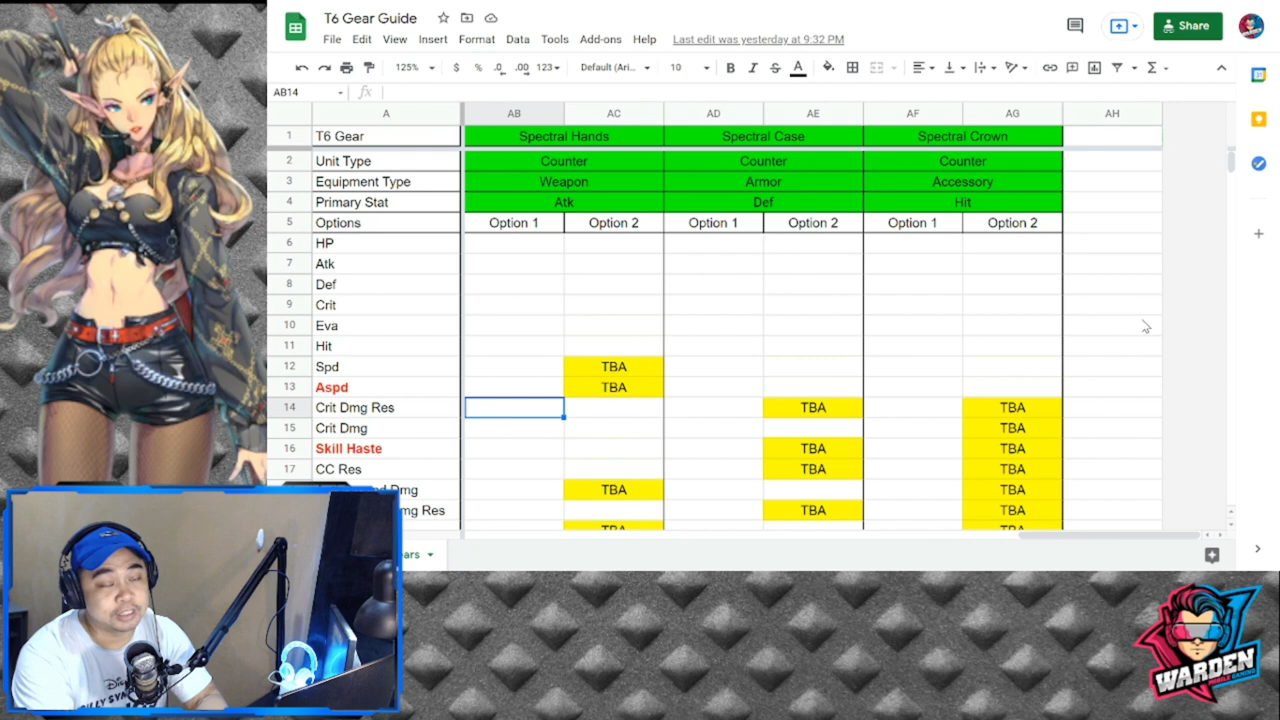 T6 Gear Guide
File Edit View Insert Data Tools Add-ons Help Last edit was yesterday at 9:32 PM
Share
125% $ % .0 .00 123 Default (Ari... 10 B I S A
AB14 fx
A AB AC AD AE AF AG AH
1 T6 Gear Spectral Hands Spectral Case Spectral Crown
2 Unit Type Counter Counter Counter
3 Equipment Type Weapon Armor Accessory
4 Primary Stat Atk Def Hit
5 Options Option 1 Option 2 Option 1 Option 2 Option 1 Option 2
6 HP
7 Atk
8 Def
9 Crit
10 Eva
11 Hit
12 Spd TBA
13 Aspd TBA
14 Crit Dmg Res TBA TBA
15 Crit Dmg TBA
16 Skill Haste TBA TBA
17 CC Res TBA TBA
Dmg TBA TBA
mg Res TBA TBA
TBA TBA
ears
WARDEN
MOBILE GAMING